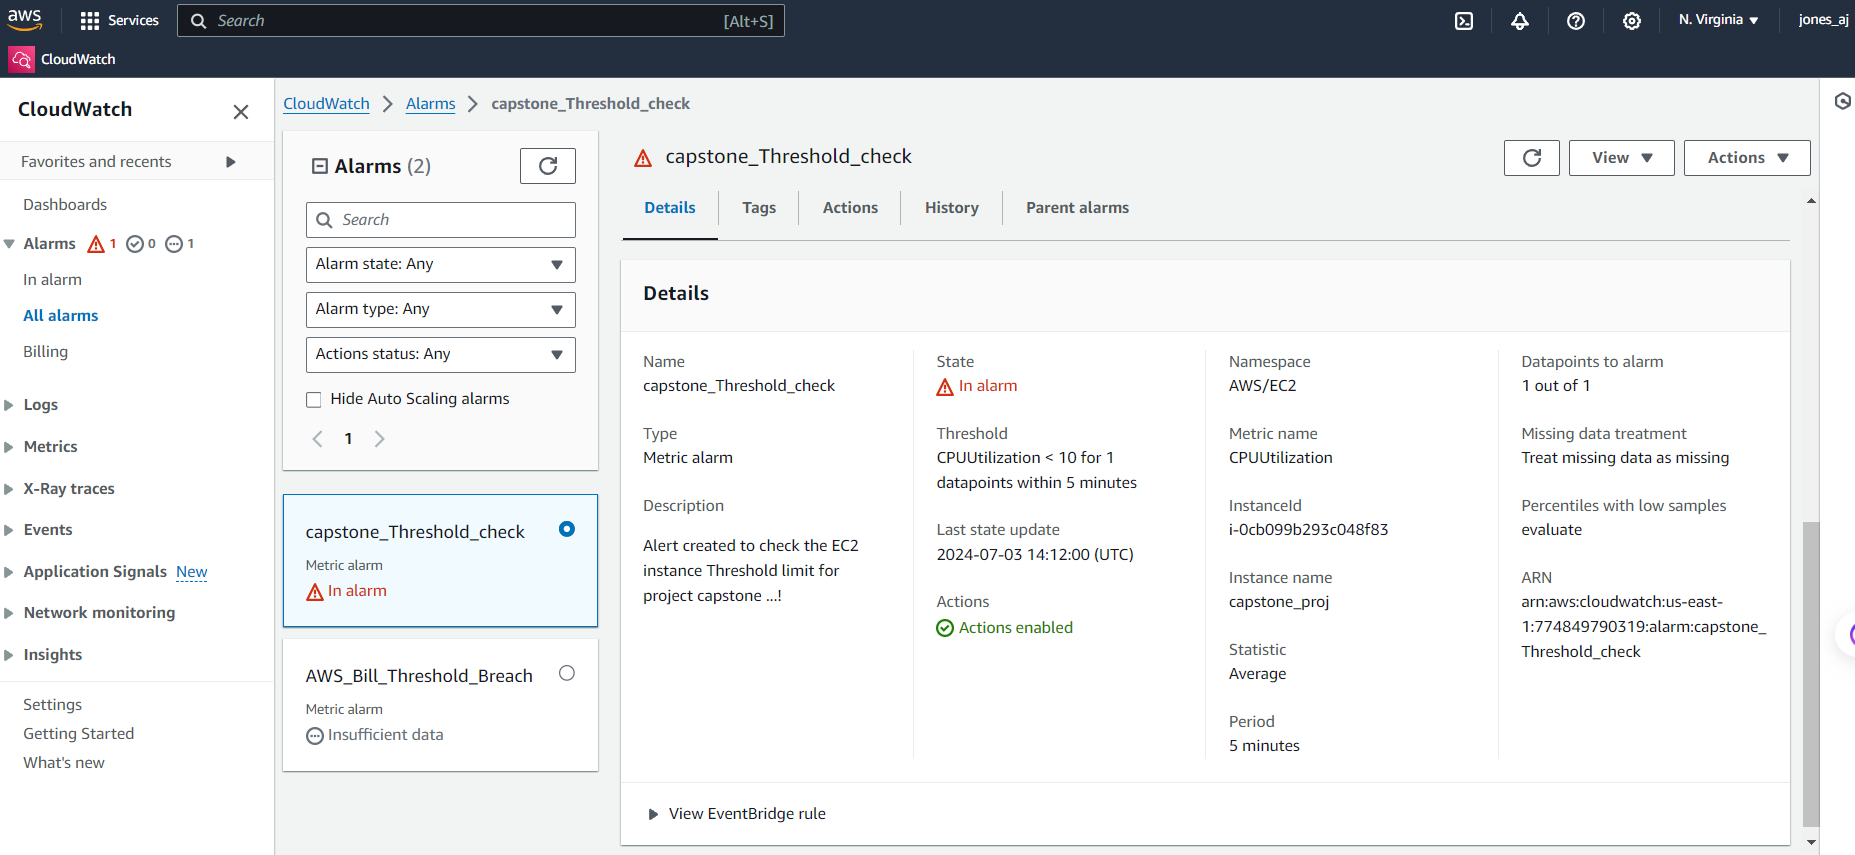 aws
Services
Search
[Alt+S]
N. Virginia
jones_aj
CloudWatch
CloudWatch
Favorites and recents
Dashboards
Alarms 1 0 1
In alarm
All alarms
Billing
Logs
Metrics
X-Ray traces
Events
Application Signals New
Network monitoring
Insights
Settings
Getting Started
What's new
CloudWatch
Alarms
capstone_Threshold_check
Alarms (2)
Search
Alarm state: Any
Alarm type: Any
Actions status: Any
Hide Auto Scaling alarms
1
capstone_Threshold_check
Metric alarm
In alarm
AWS_Bill_Threshold_Breach
Metric alarm
Insufficient data
capstone_Threshold_check
View
Actions
Details
Tags
Actions
History
Parent alarms
Details
Name
capstone_Threshold_check
Type
Metric alarm
Description
Alert created to check the EC2
instance Threshold limit for
project capstone ...!
State
In alarm
Threshold
CPUUtilization < 10 for 1
datapoints within 5 minutes
Last state update
2024-07-03 14:12:00 (UTC)
Actions
Actions enabled
Namespace
AWS/EC2
Metric name
CPUUtilization
InstanceId
i-0cb099b293c048f83
Instance name
capstone_proj
Statistic
Average
Period
5 minutes
Datapoints to alarm
1 out of 1
Missing data treatment
Treat missing data as missing
Percentiles with low samples
evaluate
ARN
arn:aws:cloudwatch:us-east-
1:774849790319:alarm:capstone_
Threshold_check
View EventBridge rule